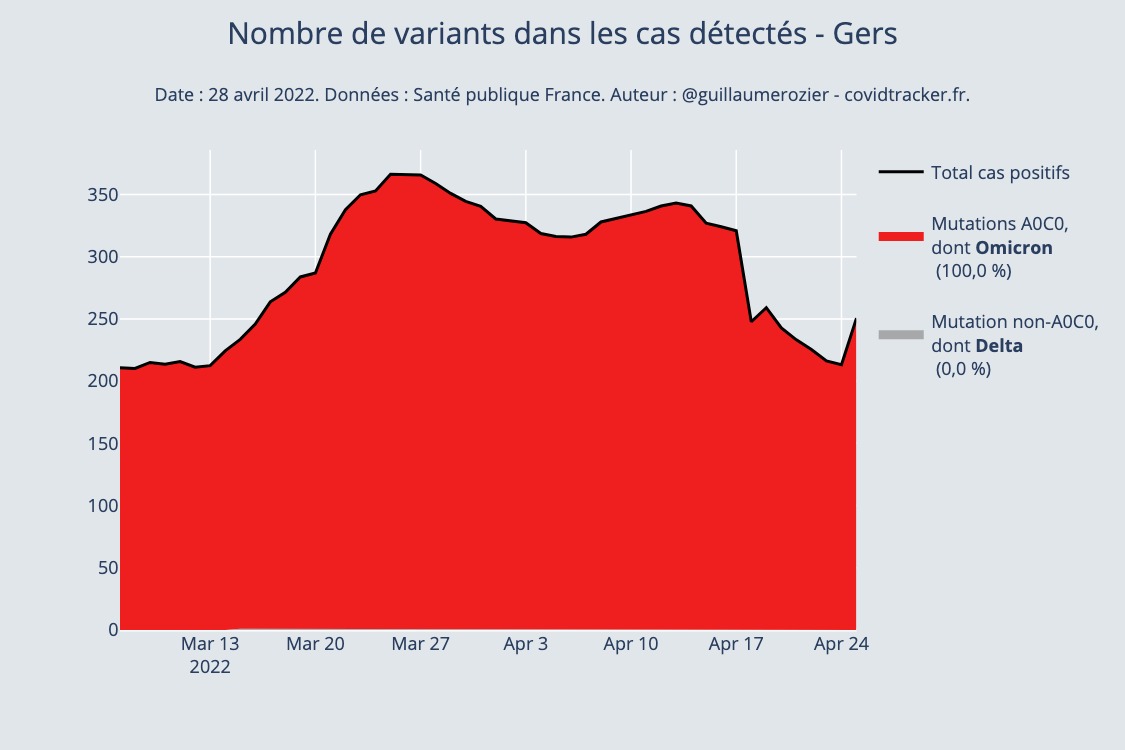 Nombre de variants dans les cas détectés - Gers
Date : 28 avril 2022. Données : Santé publique France. Auteur : @guillaumerozier - covidtracker.fr.
350
300
250
200
150
100
50
0
Mar 13
2022
Mar 20
Mar 27
Apr 3
Apr 10
Apr 17
Apr 24
Total cas positifs
Mutations A0C0,
dont Omicron
(100,0 %)
Mutation non-A0C0,
dont Delta
(0,0 %)